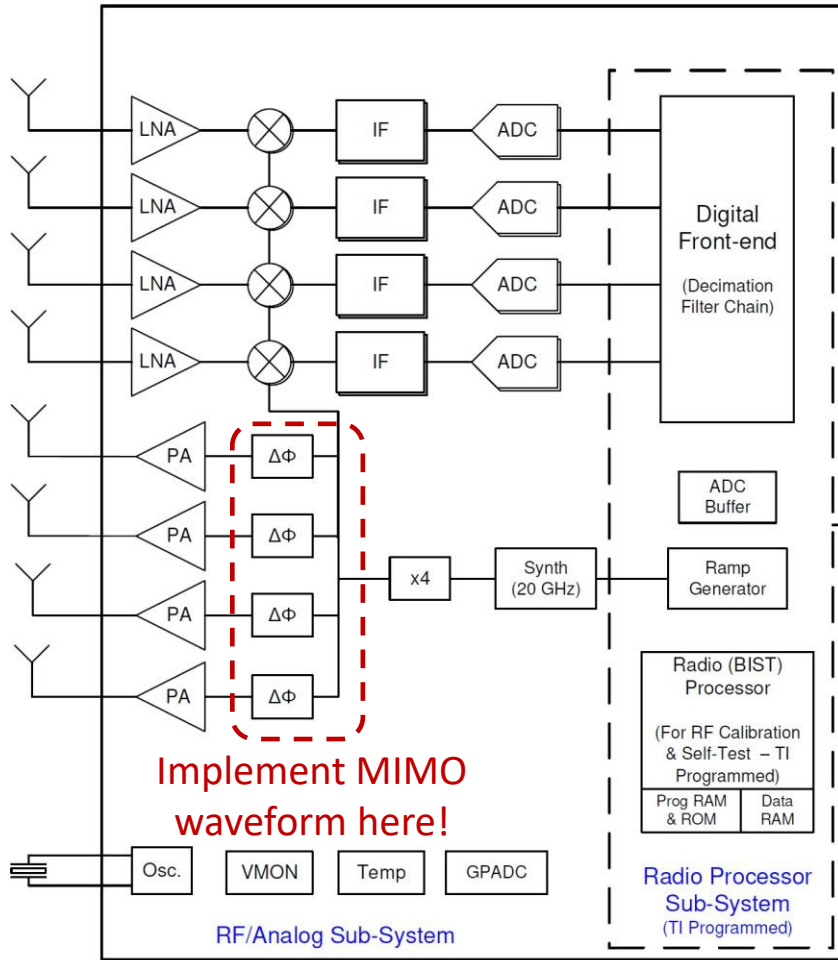 LNA
IF
ADC
LNA
IF
ADC
LNA
IF
ADC
LNA
IF
ADC
Digital
Front-end
(Decimation
Filter Chain)
PA
ΔΦ
PA
ΔΦ
PA
ΔΦ
PA
ΔΦ
x4
Synth
(20 GHz)
ADC
Buffer
Ramp
Generator
Radio (BIST)
Processor
(For RF Calibration
& Self-Test – TI
Programmed)
Prog RAM
& ROM
Data
RAM
Implement MIMO
waveform here!
Osc.
VMON
Temp
GPADC
RF/Analog Sub-System
Radio Processor
Sub-System
(TI Programmed)